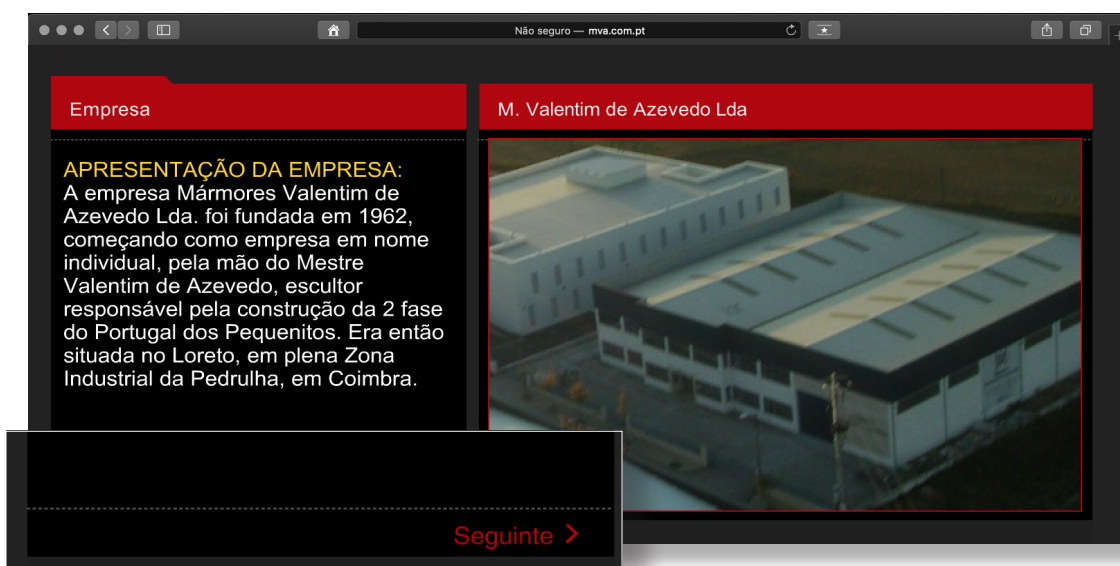 Não seguro — mva.com.pt
Empresa
APRESENTAÇÃO DA EMPRESA:
A empresa Mármores Valentim de
Azevedo Lda. foi fundada em 1962,
começando como empresa em nome
individual, pela mão do Mestre
Valentim de Azevedo, escultor
responsável pela construção da 2 fase
do Portugal dos Pequenitos. Era então
situada no Loreto, em plena Zona
Industrial da Pedrulha, em Coimbra.
M. Valentim de Azevedo Lda
Seguinte >